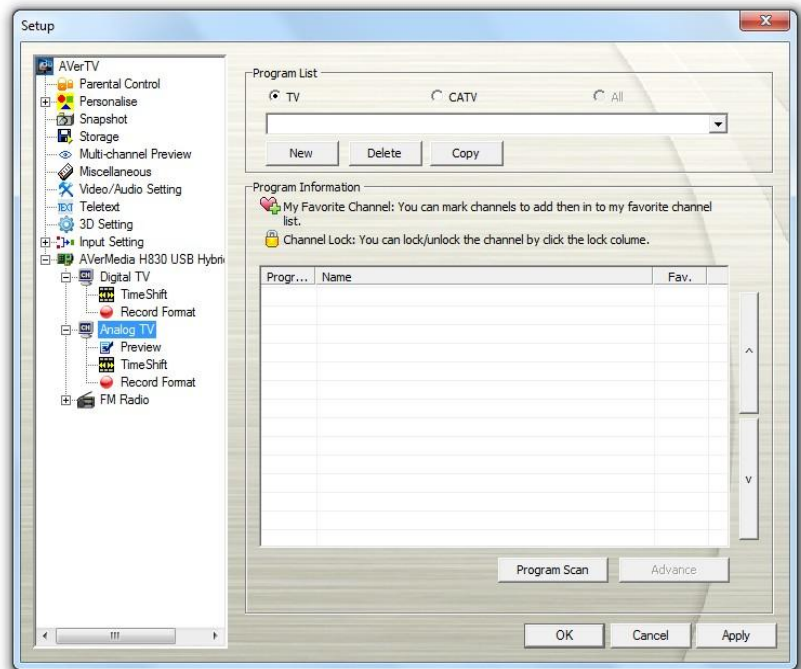 Setup
AVerTV
Parental Control
Personalise
Snapshot
Storage
Multi-channel Preview
Miscellaneous
Video/Audio Setting
TEXT Teletext
3D Setting
Input Setting
AVerMedia H830 USB Hybri
CH Digital TV
TimeShift
Record Format
CH Analog TV
Preview
TimeShift
Record Format
FM Radio
Program List
TV CATV All
New Delete Copy
Program Information
My Favorite Channel: You can mark channels to add then in to my favorite channel
list.
Channel Lock: You can lock/unlock the channel by click the lock colume.
Progr... Name Fav.
Program Scan Advance
OK Cancel Apply